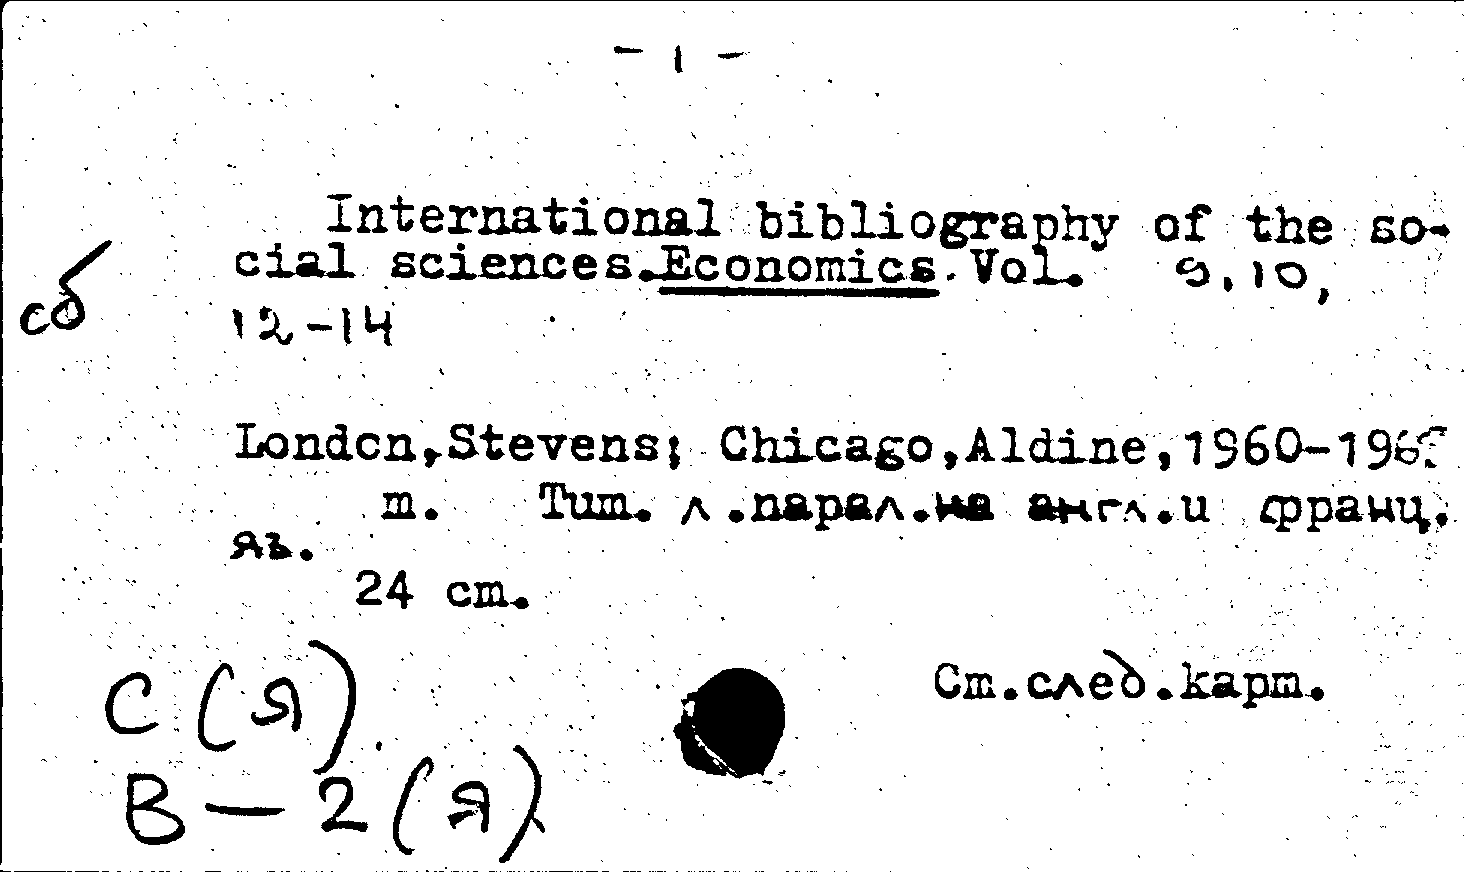 - 1 -
International bibliography of the so-
cial sciences.Economics.Vol. 9,10,
сб
12-14
London,Stevens; Chicago,Aldine,1960-
т. Тит. л.парал.на англ.и франц.
яз.
24 cm.
См.след.карт.
С (Я)
В - 2 (Я)